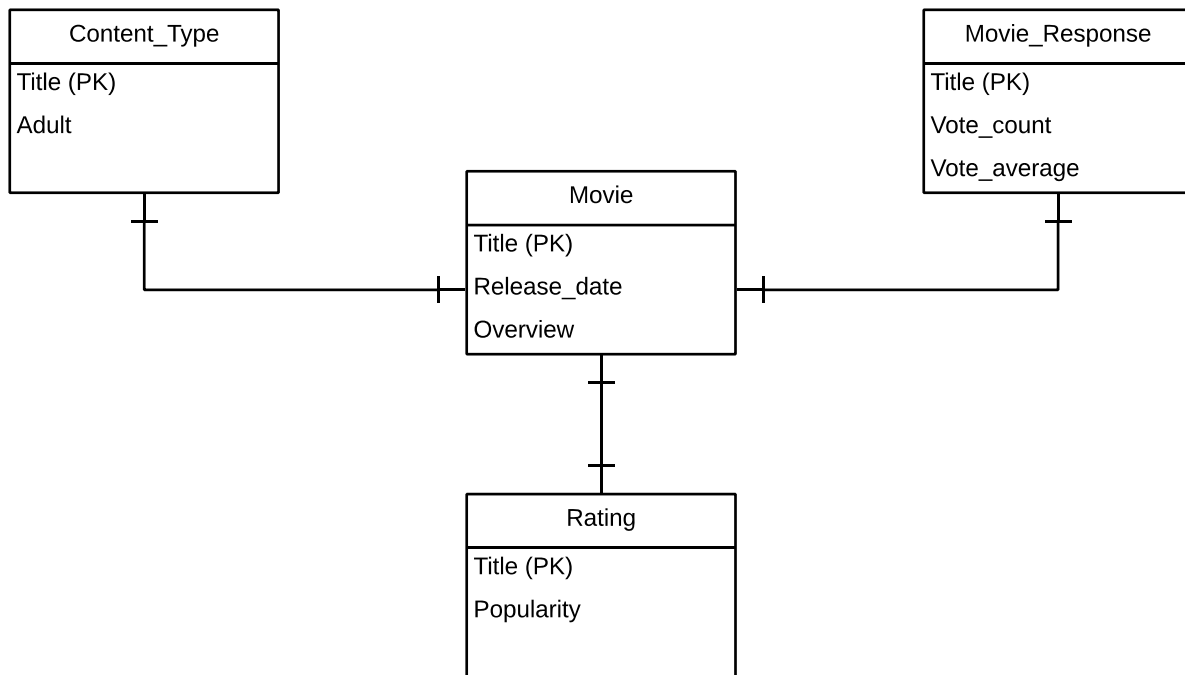 Content_Type
Title (PK)
Adult
Movie_Response
Title (PK)
Vote_count
Vote_average
Movie
Title (PK)
Release_date
Overview
Rating
Title (PK)
Popularity